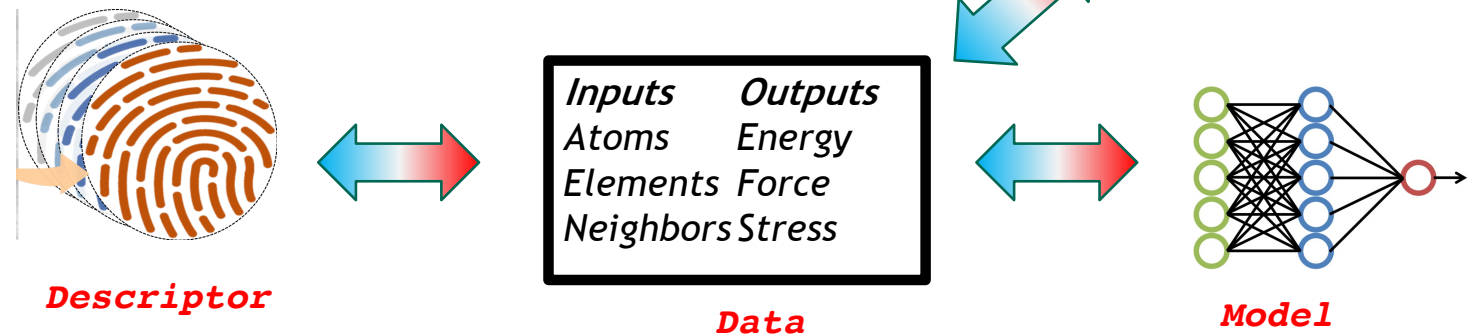 Inputs Outputs
Atoms Energy
Elements Force
Neighbors Stress
Descriptor
Data
Model